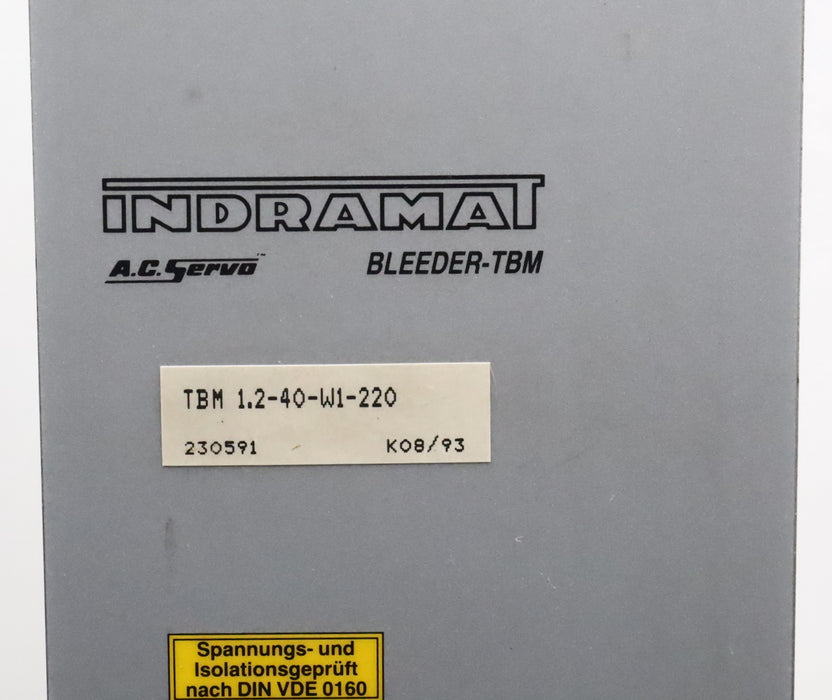 INDRAMAT
A.C. Servo™ BLEEDER-TBM
TBM 1.2-40-W1-220
230591 K08/93
Spannungs- und
Isolationsgeprüft
nach DIN VDE 0160